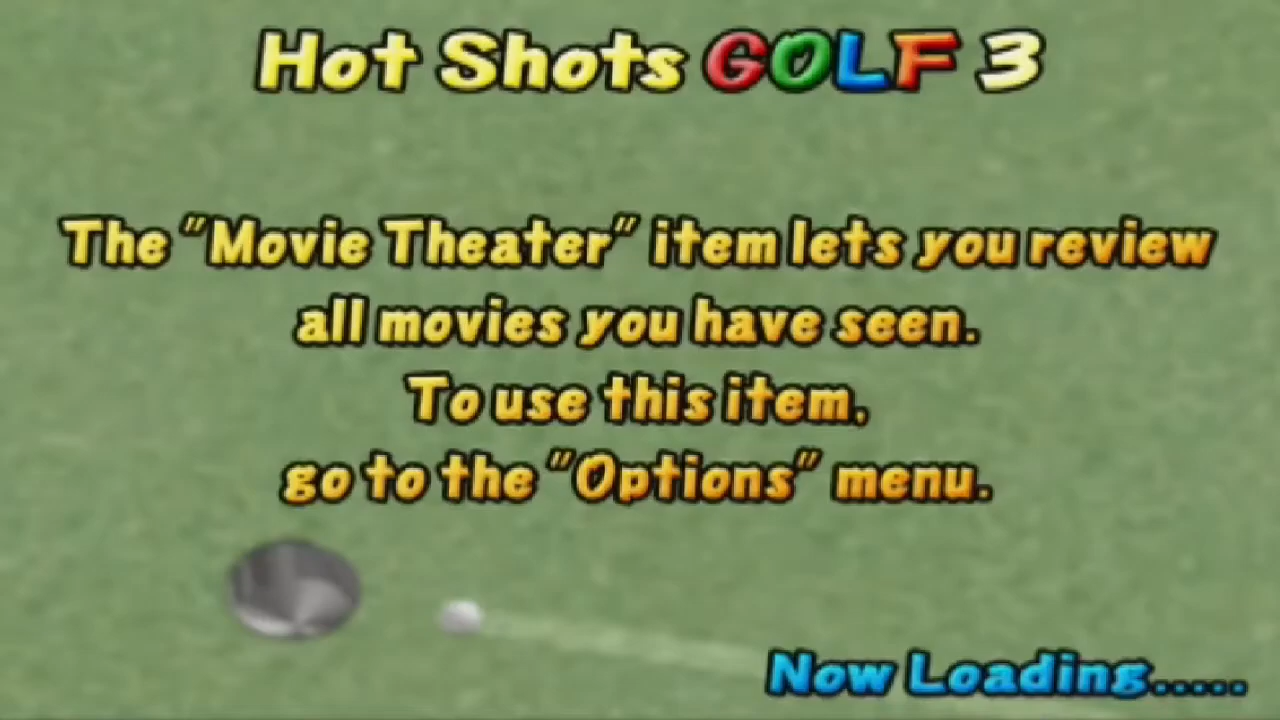 Hot Shots GOLF 3
The "Movie Theater" item lets you review
all movies you have seen.
To use this item,
go to the "Options" menu.
Now Loading.....